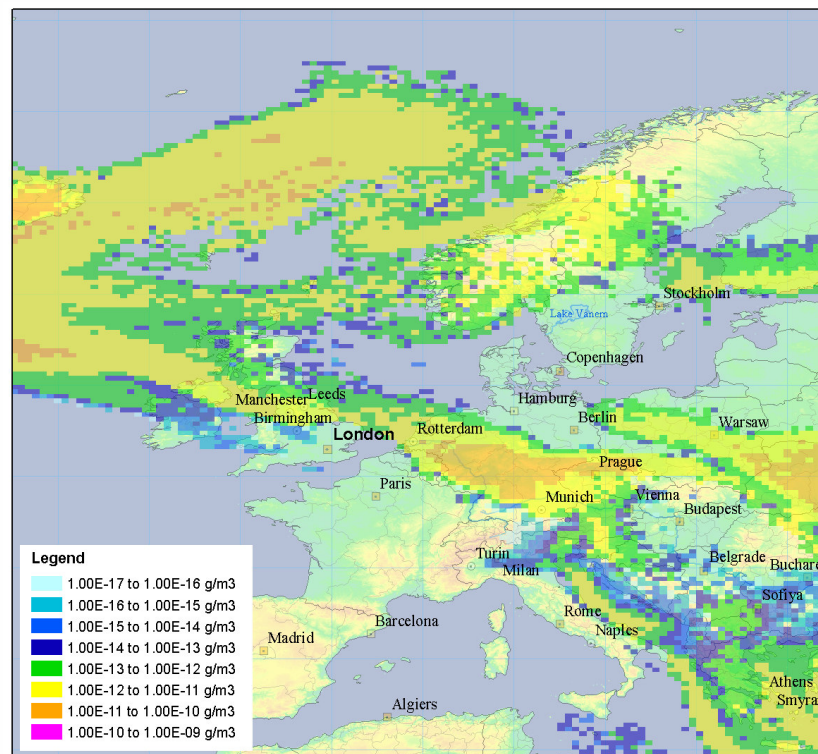 Stockholm
Lake Vanern
Copenhagen
Manchester
Leeds
Hamburg
Birmingham
Berlin
Warsaw
London
Rotterdam
Prague
Paris
Munich
Vienna
Budapest
Turin
Belgrade
Buchare
Milan
Sofiya
Rome
Barcelona
Naples
Madrid
Athens
Smyra
Algiers
Legend
1.00E-17 to 1.00E-16 g/m3
1.00E-16 to 1.00E-15 g/m3
1.00E-15 to 1.00E-14 g/m3
1.00E-14 to 1.00E-13 g/m3
1.00E-13 to 1.00E-12 g/m3
1.00E-12 to 1.00E-11 g/m3
1.00E-11 to 1.00E-10 g/m3
1.00E-10 to 1.00E-09 g/m3